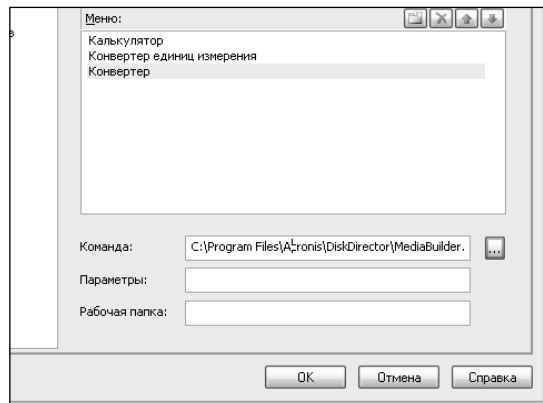 в
Меню:
Калькулятор
Конвертер единиц измерения
Конвертер
Команда: C:\Program Files\Acronis\DiskDirector\MediaBuilder. ...
Параметры:
Рабочая папка:
OK Отмена Справка